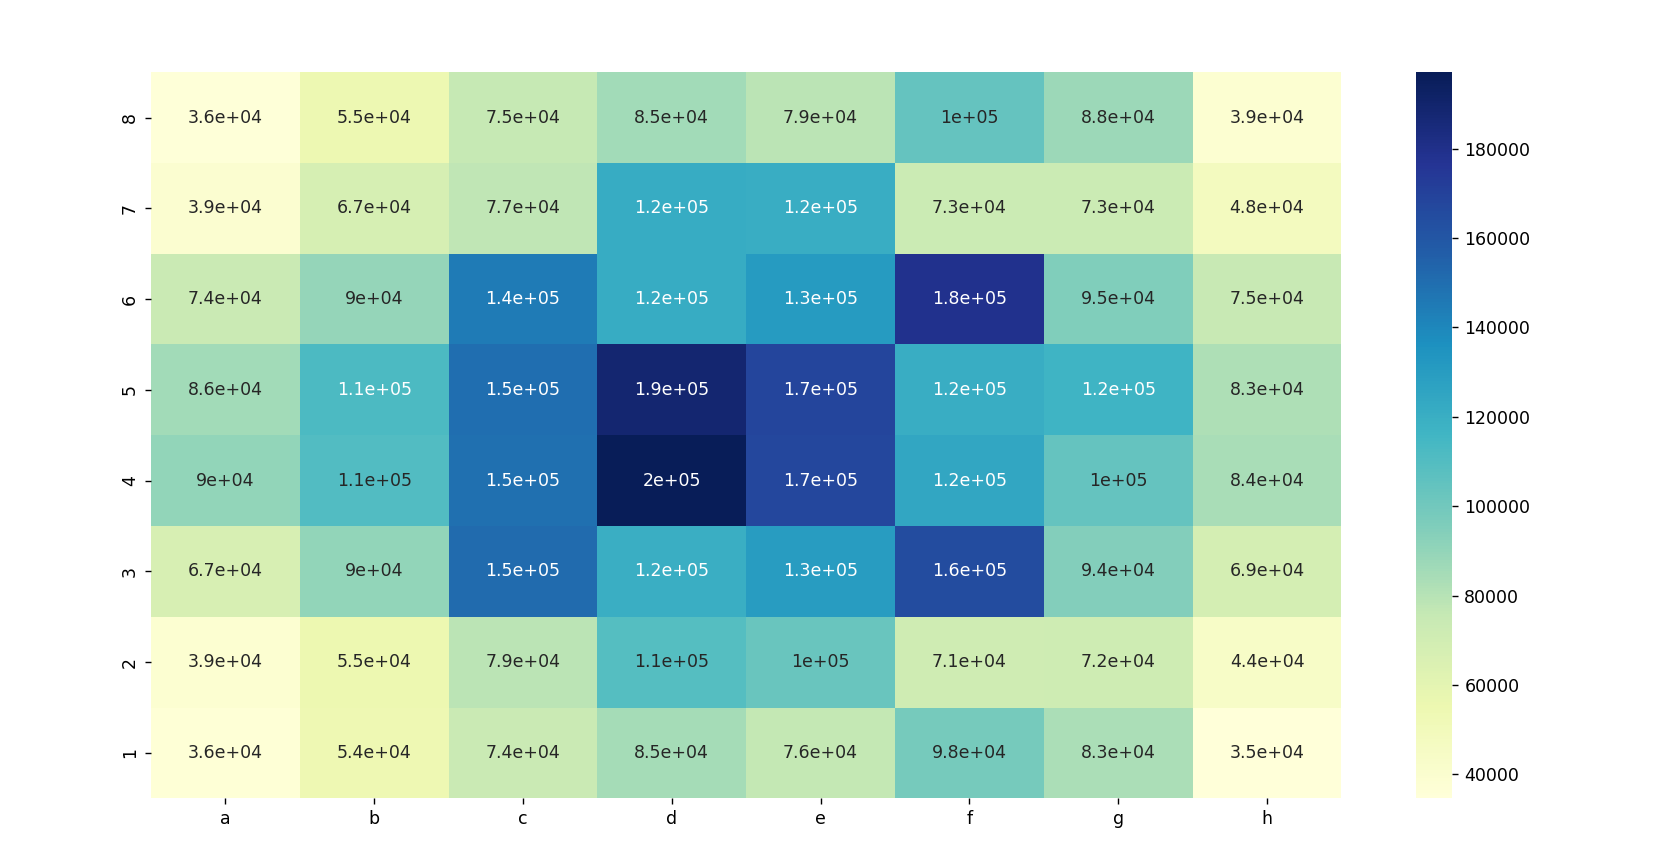 8 3.6e+04 5.5e+04 7.5e+04 8.5e+04 7.9e+04 1e+05 8.8e+04 3.9e+04
7 3.9e+04 6.7e+04 7.7e+04 1.2e+05 1.2e+05 7.3e+04 7.3e+04 4.8e+04
6 7.4e+04 9e+04 1.4e+05 1.2e+05 1.3e+05 1.8e+05 9.5e+04 7.5e+04
5 8.6e+04 1.1e+05 1.5e+05 1.9e+05 1.7e+05 1.2e+05 1.2e+05 8.3e+04
4 9e+04 1.1e+05 1.5e+05 2e+05 1.7e+05 1.2e+05 1e+05 8.4e+04
3 6.7e+04 9e+04 1.5e+05 1.2e+05 1.3e+05 1.6e+05 9.4e+04 6.9e+04
2 3.9e+04 5.5e+04 7.9e+04 1.1e+05 1e+05 7.1e+04 7.2e+04 4.4e+04
1 3.6e+04 5.4e+04 7.4e+04 8.5e+04 7.6e+04 9.8e+04 8.3e+04 3.5e+04
a b c d e f g h
180000
160000
140000
120000
100000
80000
60000
40000